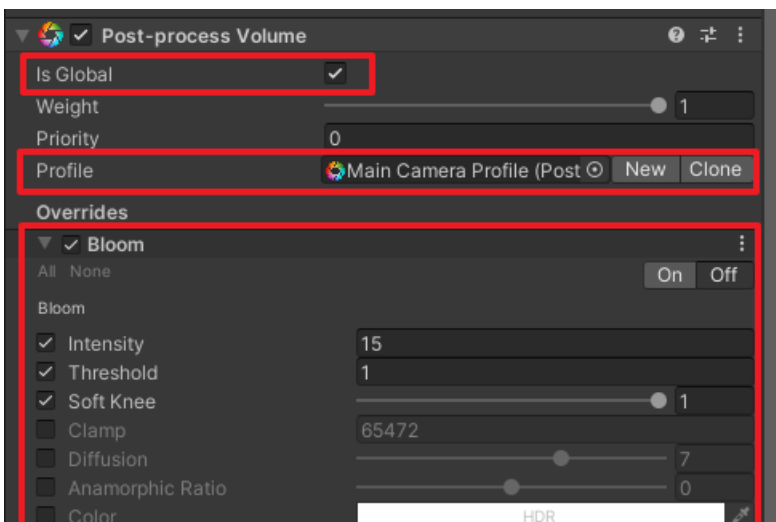 Post-process Volume
Is Global
Weight 1
Priority 0
Profile Main Camera Profile (Post New Clone
Overrides
Bloom
All None On Off
Bloom
Intensity 15
Threshold 1
Soft Knee 1
Clamp 65472
Diffusion 7
Anamorphic Ratio 0
Color HDR